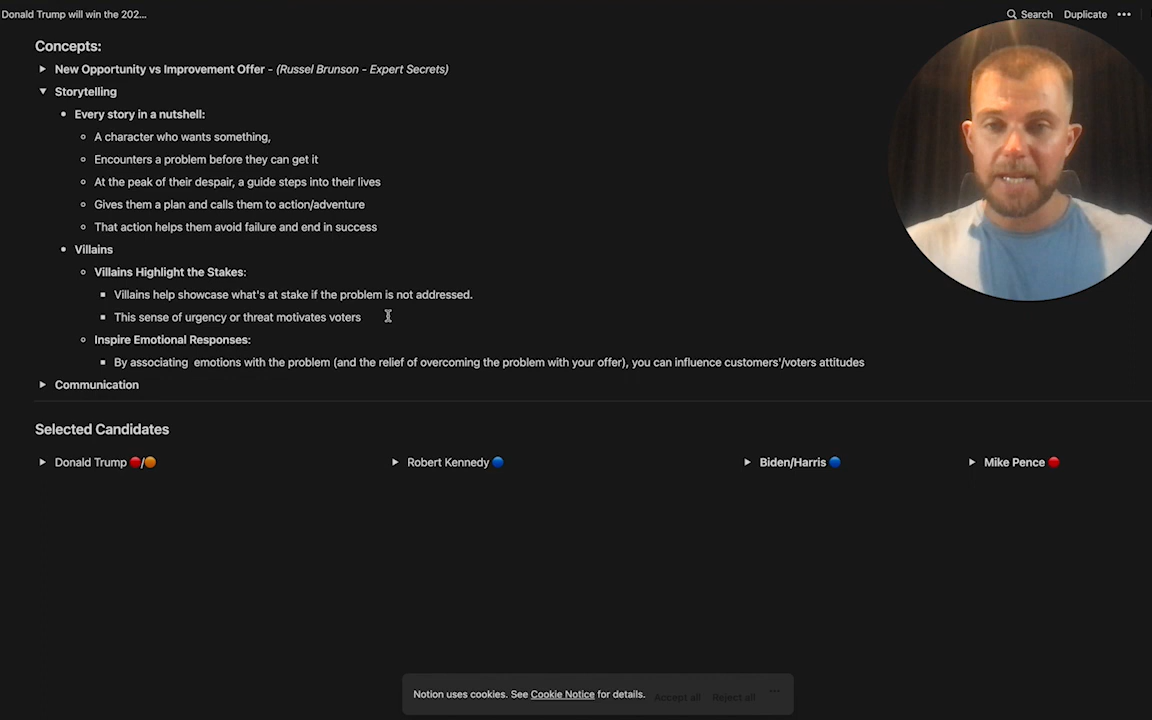 Donald Trump will win the 202...
Search Duplicate
Concepts:
New Opportunity vs Improvement Offer - (Russel Brunson - Expert Secrets)
Storytelling
Every story in a nutshell:
A character who wants something,
Encounters a problem before they can get it
At the peak of their despair, a guide steps into their lives
Gives them a plan and calls them to action/adventure
That action helps them avoid failure and end in success
Villains
Villains Highlight the Stakes:
Villains help showcase what's at stake if the problem is not addressed.
This sense of urgency or threat motivates voters
Inspire Emotional Responses:
By associating emotions with the problem (and the relief of overcoming the problem with your offer), you can influence customers'/voters attitudes
Communication
Selected Candidates
Donald Trump 🔴/🟠 Robert Kennedy 🔵 Biden/Harris 🔵 Mike Pence 🔴
Notion uses cookies. See Cookie Notice for details. Accept all Reject all